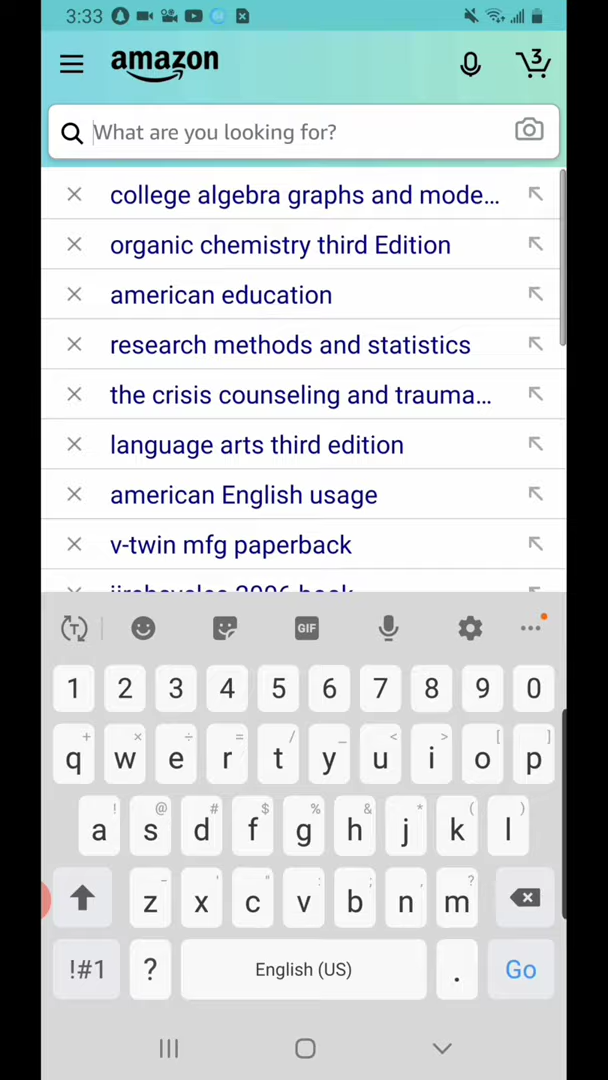 3:33
amazon
3
What are you looking for?
college algebra graphs and mode...
organic chemistry third Edition
american education
research methods and statistics
the crisis counseling and trauma...
language arts third edition
american English usage
v-twin mfg paperback
T GIF ...
1 2 3 4 5 6 7 8 9 0
+ × ÷ = / _ < > [ ]
q w e r t y u i o p
! @ # $ % & * ( )
a s d f g h j k l
- ' " : ; , ?
z x c v b n m
!#1 ? English (US) . Go